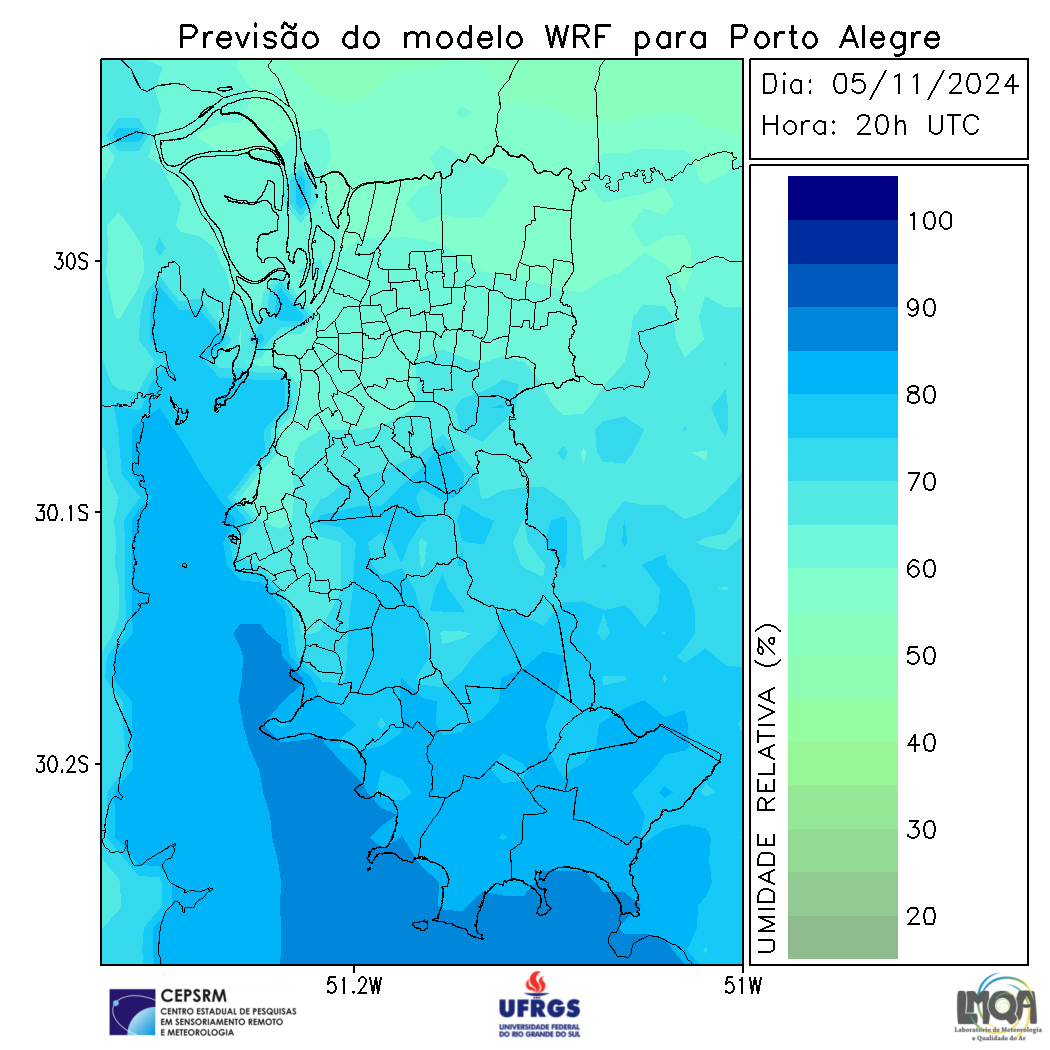 Previsão do modelo WRF para Porto Alegre
Dia: 05/11/2024
Hora: 20h UTC
30S
30.1S
30.2S
51.2W
51W
100
90
80
70
60
50
40
30
20
UMIDADE RELATIVA (%)
CEPSRM
CENTRO ESTADUAL DE PESQUISAS
EM SENSORIAMENTO REMOTO
E METEOROLOGIA
UFRGS
UNIVERSIDADE FEDERAL
DO RIO GRANDE DO SUL
LMQA
Laboratório de Meteorologia
e Qualidade do Ar